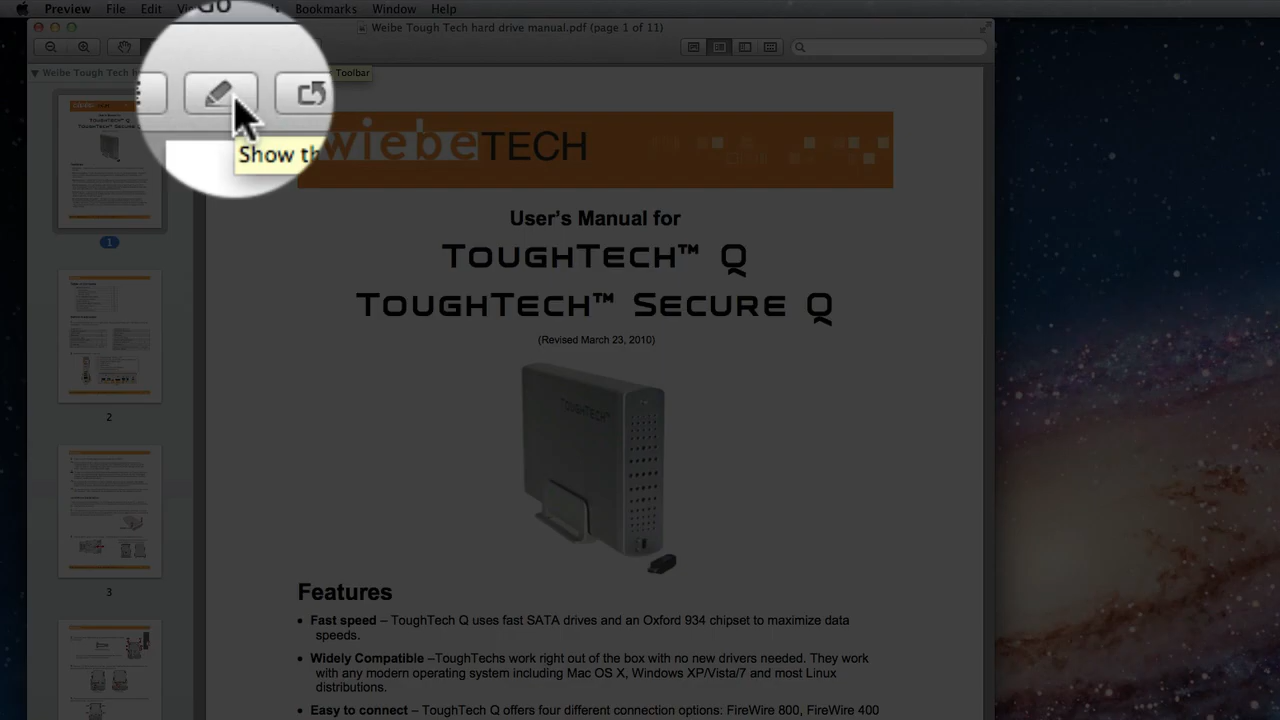 Preview File Edit Go Bookmarks Window Help
Weibe Tough Tech hard drive manual.pdf (page 1 of 11)
Weibe Tough Tech
Toolbar
Show th
wiebeTECH
User's Manual for
TOUGHTECH™ Q
TOUGHTECH™ SECURE Q
(Revised March 23, 2010)
TOUGHTECH
1
2
3
Features
• Fast speed – ToughTech Q uses fast SATA drives and an Oxford 934 chipset to maximize data
speeds.
• Widely Compatible –ToughTechs work right out of the box with no new drivers needed. They work
with any modern operating system including Mac OS X, Windows XP/Vista/7 and most Linux
distributions.
• Easy to connect – ToughTech Q offers four different connection options: FireWire 800, FireWire 400